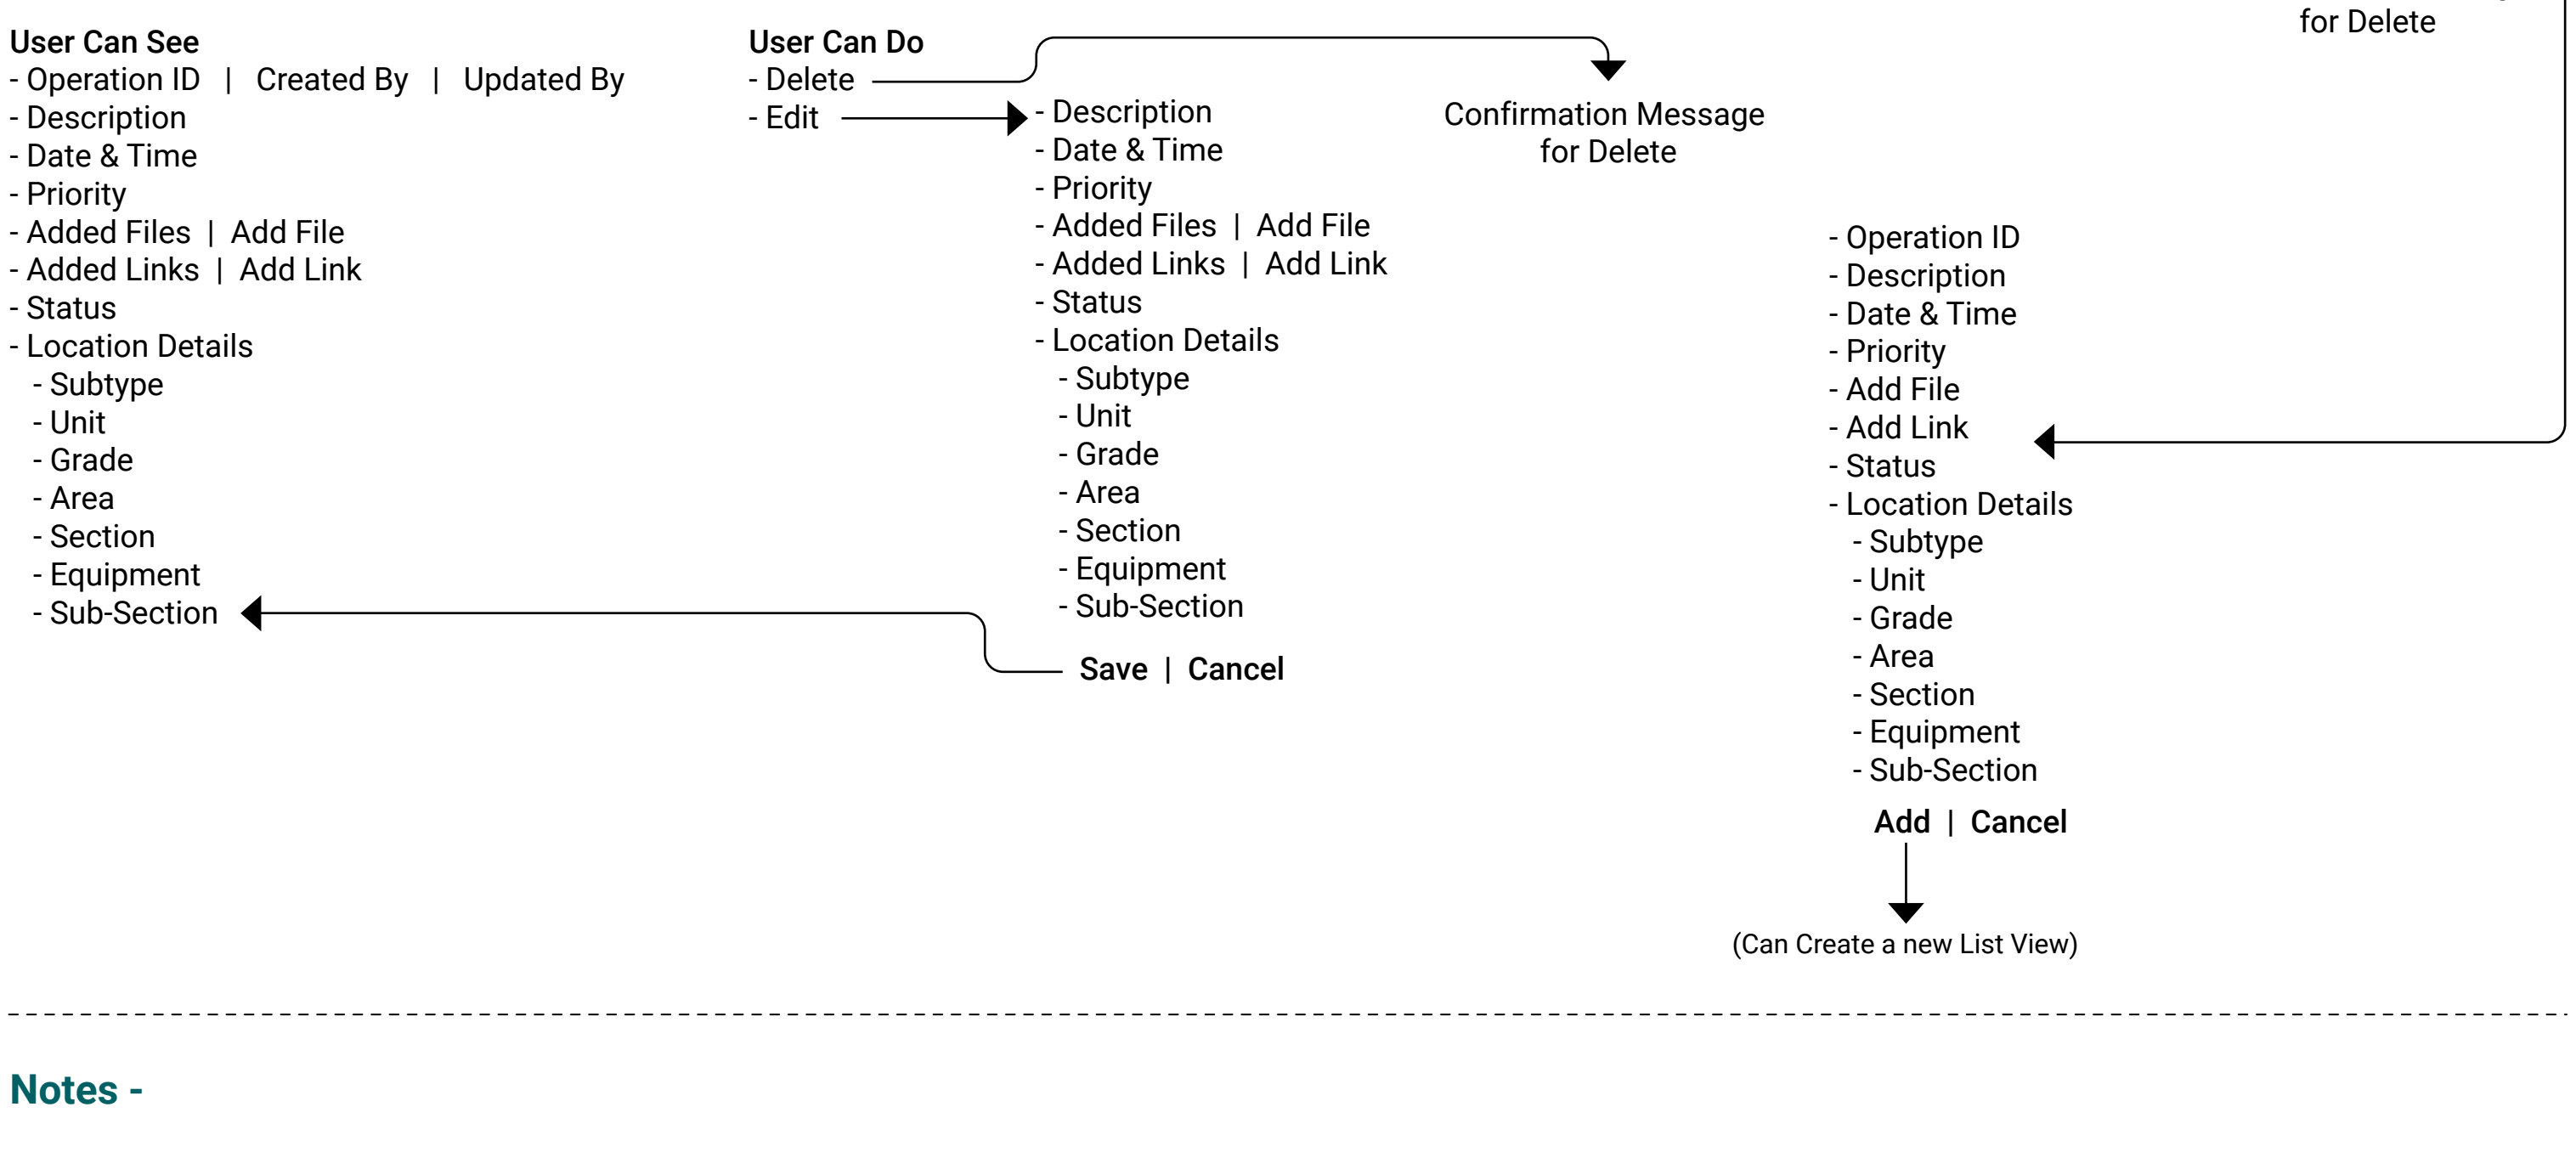 for Delete
User Can See
- Operation ID | Created By | Updated By
- Description
- Date & Time
- Priority
- Added Files | Add File
- Added Links | Add Link
- Status
- Location Details
- Subtype
- Unit
- Grade
- Area
- Section
- Equipment
- Sub-Section
User Can Do
- Delete
- Edit
- Description
- Date & Time
- Priority
- Added Files | Add File
- Added Links | Add Link
- Status
- Location Details
- Subtype
- Unit
- Grade
- Area
- Section
- Equipment
- Sub-Section
Save | Cancel
Confirmation Message
for Delete
- Operation ID
- Description
- Date & Time
- Priority
- Add File
- Add Link
- Status
- Location Details
- Subtype
- Unit
- Grade
- Area
- Section
- Equipment
- Sub-Section
Add | Cancel
(Can Create a new List View)
Notes -